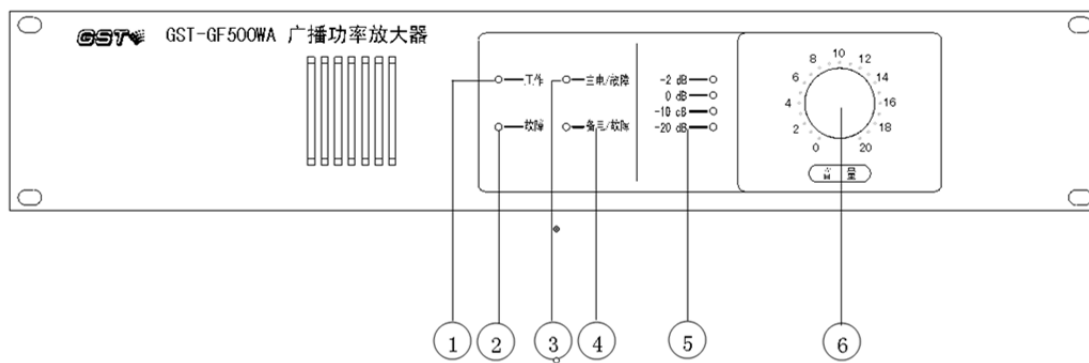 GST GST-GF500WA 广播功率放大器
工作
主电/故障
故障
备电/故障
-2 dB
0 dB
-10 dB
-20 dB
0 2 4 6 8 10 12 14 16 18 20
音 量
1 2 3 4 5 6